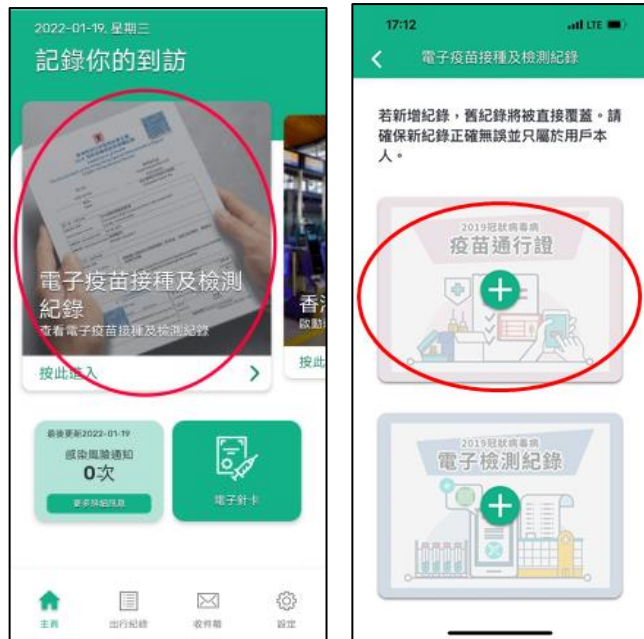 2022-01-19, 星期三
記錄你的到訪
電子疫苗接種及檢測
紀錄
查看電子疫苗接種及檢測紀錄
按此進入
香港
啟動
按此
最後更新2022-01-19
感染風險通知
0次
更多詳細訊息
電子針卡
主頁
出行紀錄
收件箱
設定
17:12
LTE
電子疫苗接種及檢測紀錄
若新增紀錄，舊紀錄將被直接覆蓋。請
確保新紀錄正確無誤並只屬於用戶本
人。
2019冠狀病毒病
疫苗通行證
2019冠狀病毒病
電子檢測紀錄